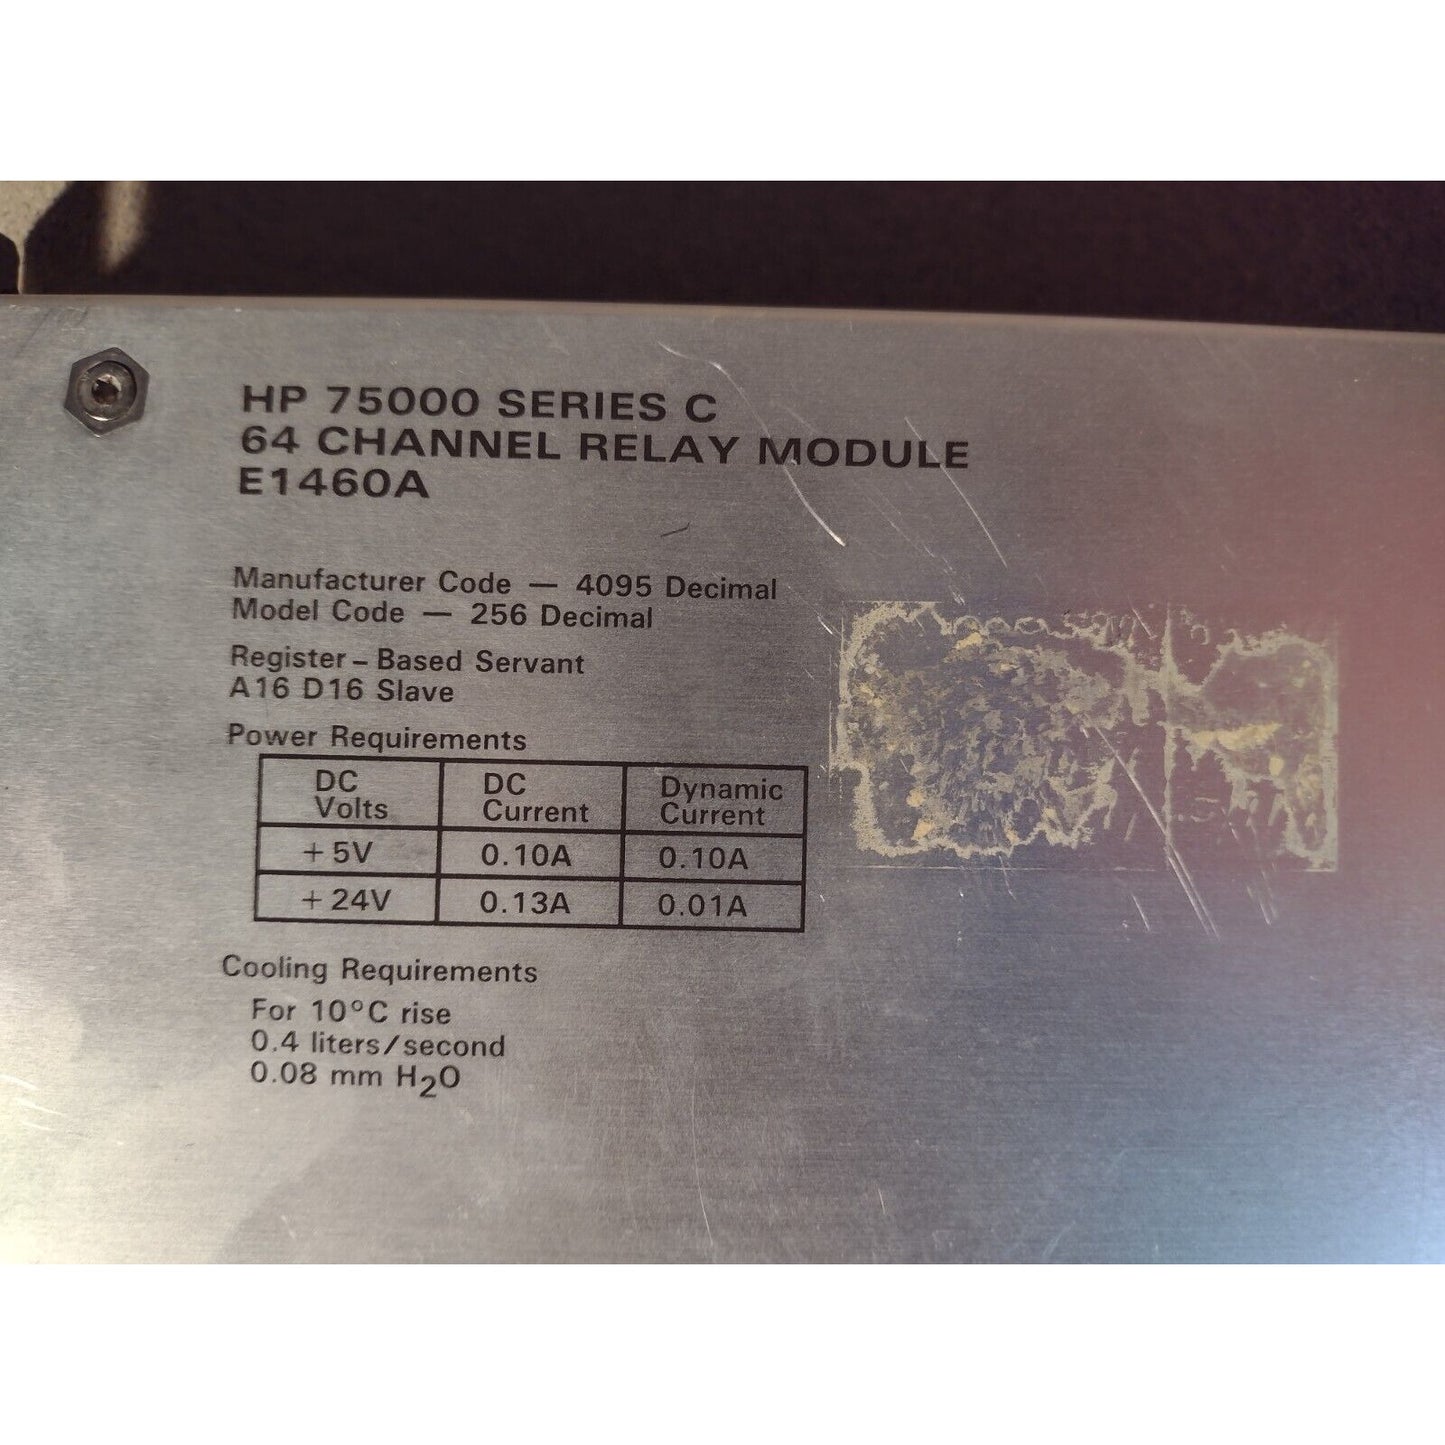 HP 75000 SERIES C
64 CHANNEL RELAY MODULE
E1460A
Manufacturer Code — 4095 Decimal
Model Code — 256 Decimal
Register – Based Servant
A16 D16 Slave
Power Requirements
DC Volts DC Current Dynamic Current
+5V 0.10A 0.10A
+24V 0.13A 0.01A
Cooling Requirements
For 10°C rise
0.4 liters/second
0.08 mm H₂O